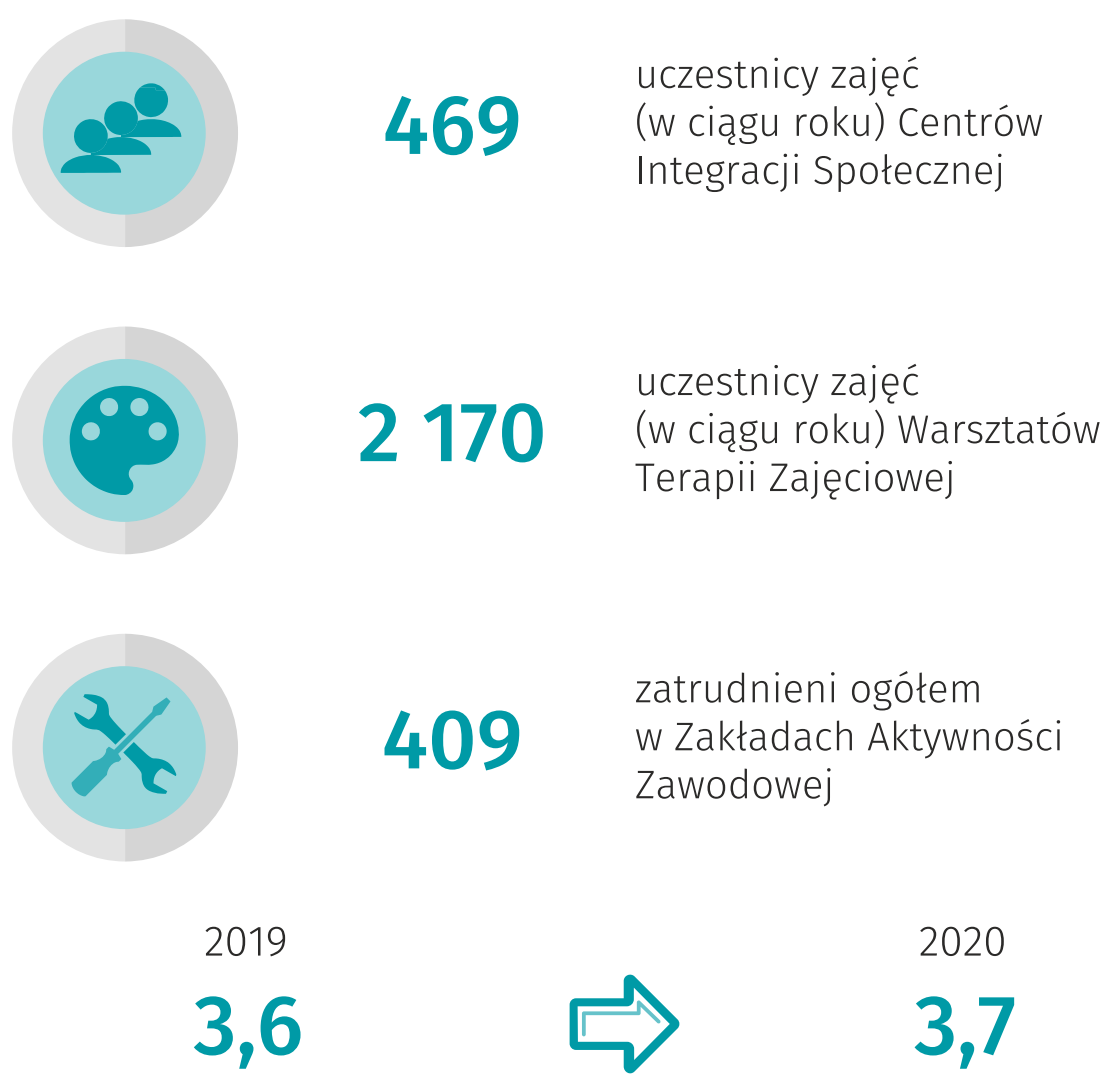 469
uczestnicy zajęć
(w ciągu roku) Centrów
Integracji Społecznej
2 170
uczestnicy zajęć
(w ciągu roku) Warsztatów
Terapii Zajęciowej
409
zatrudnieni ogółem
w Zakładach Aktywności
Zawodowej
2019
3,6
2020
3,7